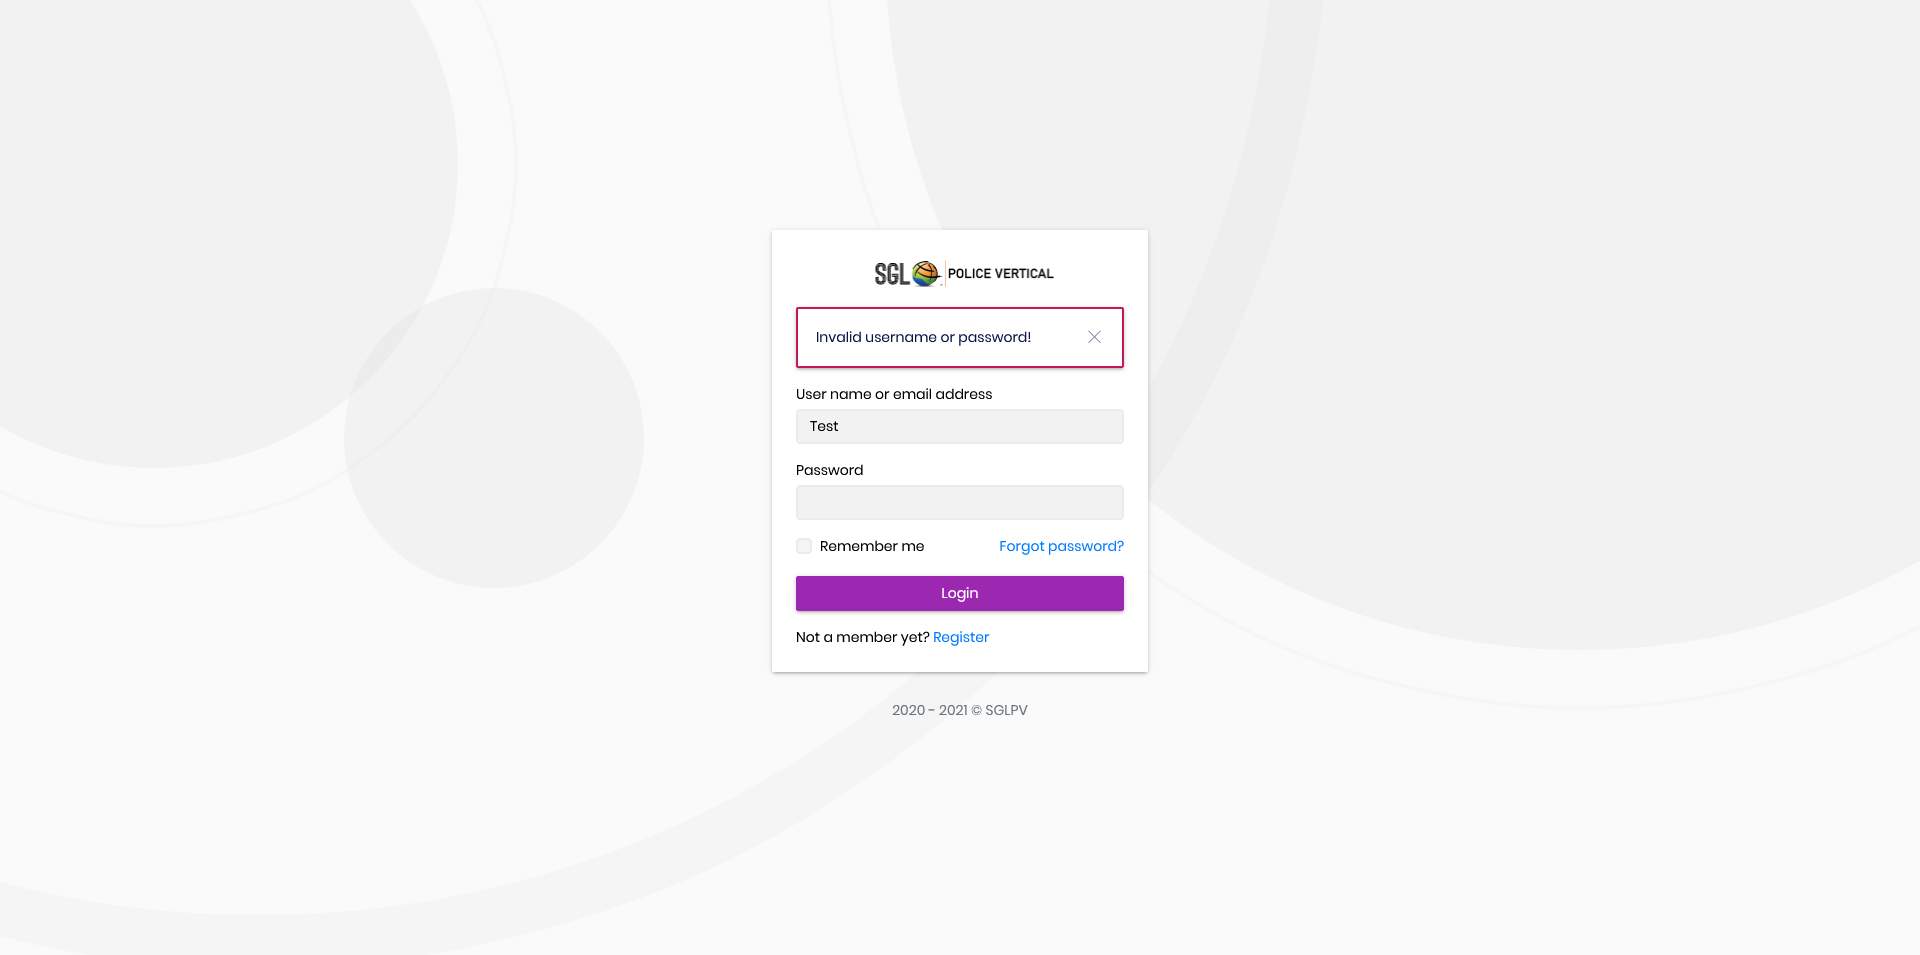 SGL POLICE VERTICAL
Invalid username or password!
User name or email address
Test
Password
Remember me Forgot password?
Login
Not a member yet? Register
2020 - 2021 © SGLPV